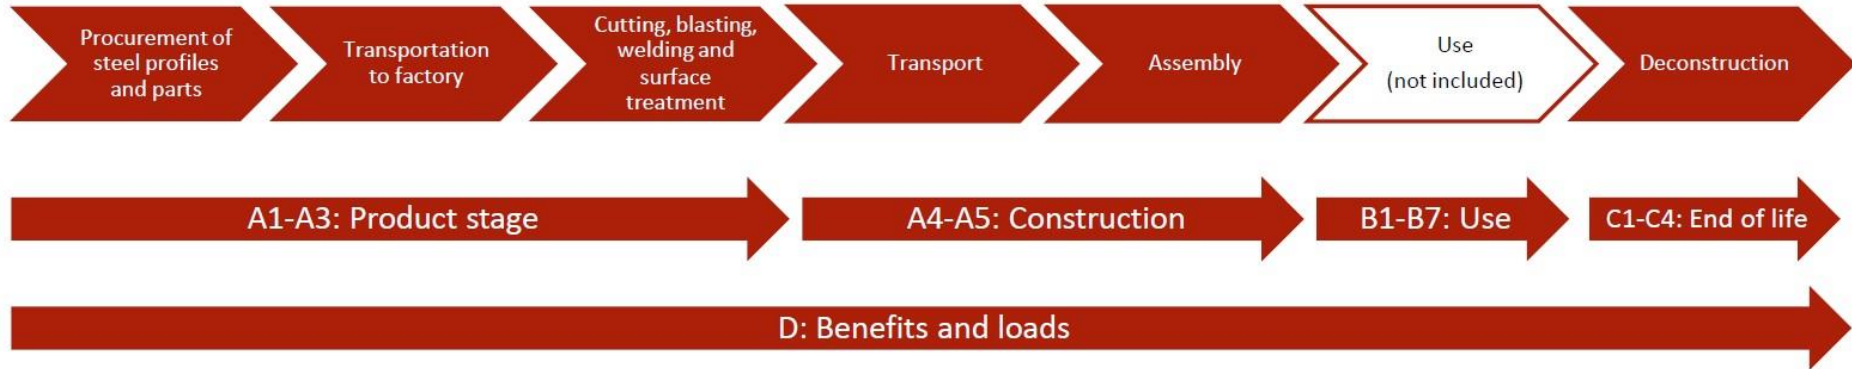 Procurement of
steel profiles
and parts
Transportation
to factory
Cutting, blasting,
welding and
surface
treatment
Transport
Assembly
Use
(not included)
Deconstruction
A1-A3: Product stage
A4-A5: Construction
B1-B7: Use
C1-C4: End of life
D: Benefits and loads